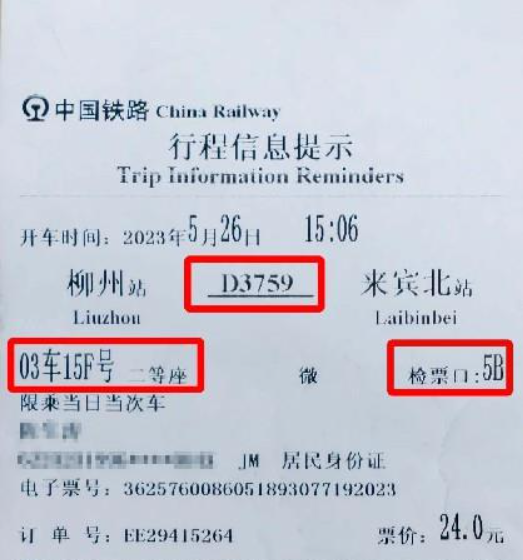 中国铁路 China Railway
行程信息提示
Trip Information Reminders
开车时间：2023年5月26日 15:06
柳州站 D3759 来宾北站
Liuzhou Laibinbei
03车15F号 二等座 微 检票口：5B
限乘当日当次车
JM 居民身份证
电子票号：3625760086051893077192023
订单号：EE29415264 票价：24.0元